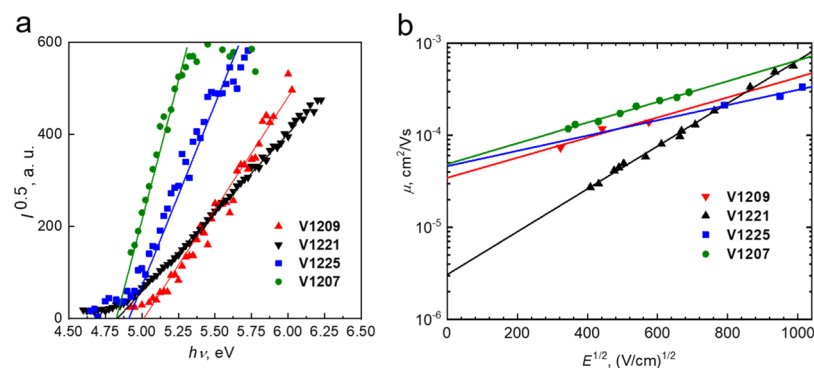 a
600
400
200
0
I^0.5, a. u.
V1209
V1221
V1225
V1207
4.50 4.75 5.00 5.25 5.50 5.75 6.00 6.25 6.50
hν, eV
b
10^-3
10^-4
10^-5
10^-6
μ, cm^2/Vs
V1209
V1221
V1225
V1207
0 200 400 600 800 1000
E^1/2, (V/cm)^1/2